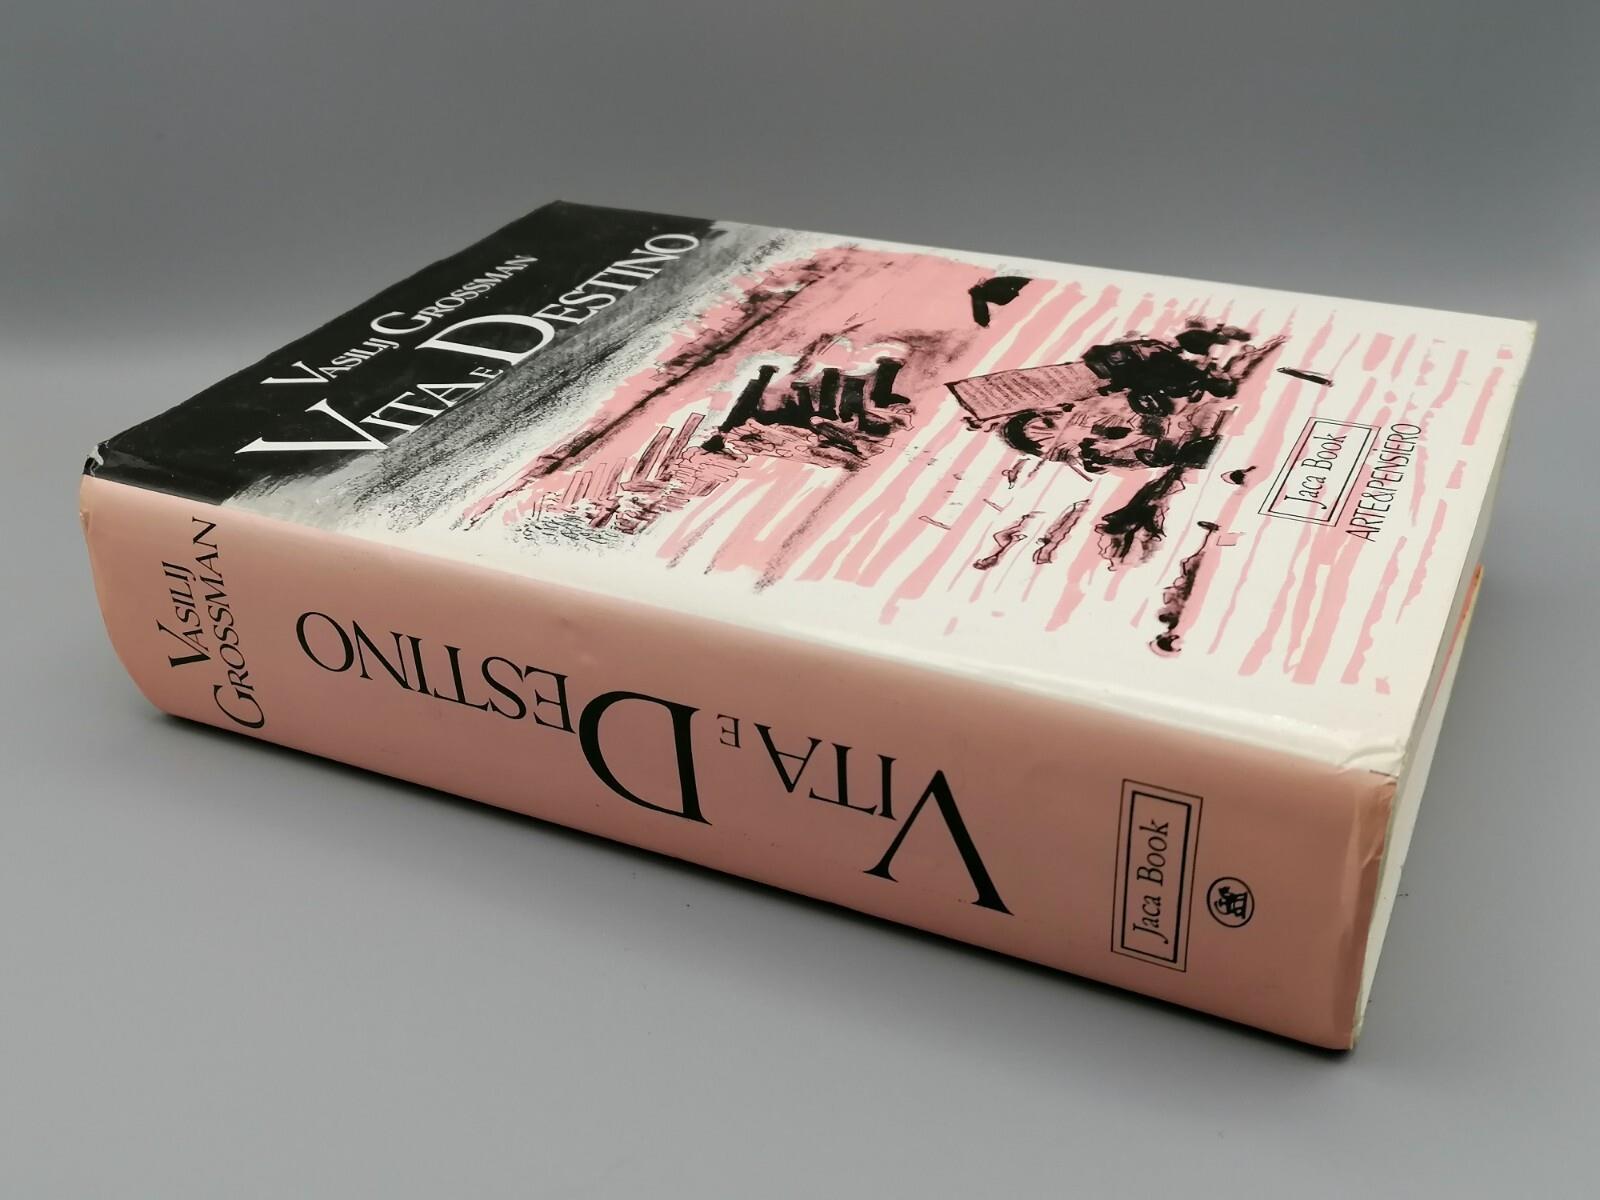 VASILIJ GROSSMAN
VITA E DESTINO
Jaca Book
ARTE&PENSIERO
VASILIJ
GROSSMAN
VITA E DESTINO
Jaca Book